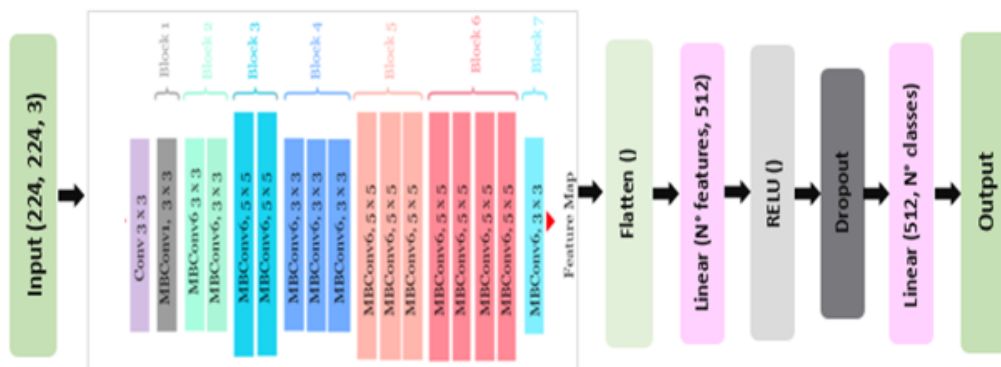 Input (224, 224, 3)
Conv 3 × 3
Block 1
MBConv1, 3 × 3
Block 2
MBConv6 3 × 3
MBConv6, 3 × 3
Block 3
MBConv6, 5 × 5
MBConv6, 5 × 5
Block 4
MBConv6, 3 × 3
MBConv6, 3 × 3
MBConv6, 3 × 3
Block 5
MBConv6, 5 × 5
MBConv6, 5 × 5
MBConv6, 5 × 5
Block 6
MBConv6, 5 × 5
MBConv6, 5 × 5
MBConv6, 5 × 5
MBConv6, 5 × 5
Block 7
MBConv6, 3 × 3
Feature Map
Flatten ()
Linear (N° features, 512)
RELU ()
Dropout
Linear (512, N° classes)
Output